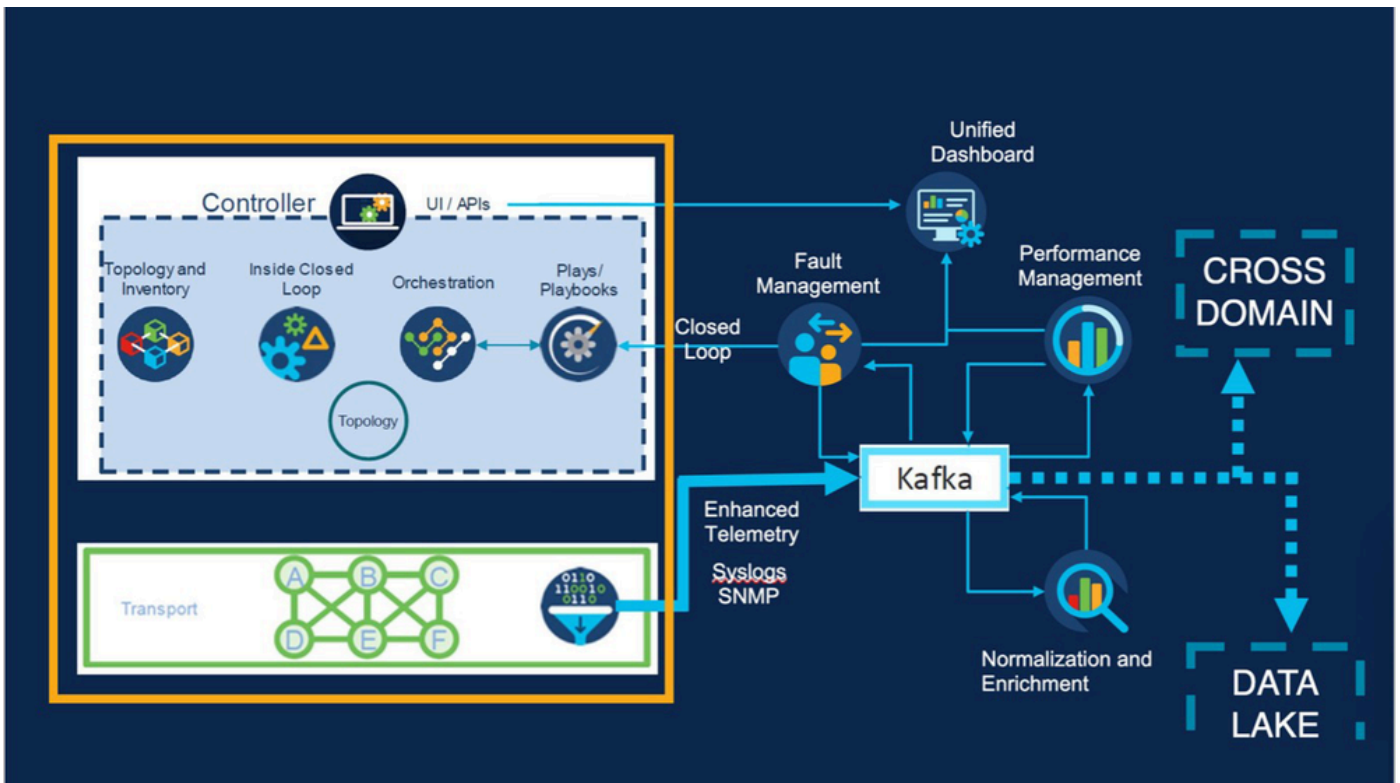 Controller
UI / APIs
Topology and
Inventory
Inside Closed
Loop
Orchestration
Plays/
Playbooks
Topology
Transport
A
B
C
D
E
F
0110
110010
0110
Closed
Loop
Enhanced
Telemetry
Syslogs
SNMP
Fault
Management
Unified
Dashboard
Performance
Management
Kafka
Normalization and
Enrichment
CROSS
DOMAIN
DATA
LAKE